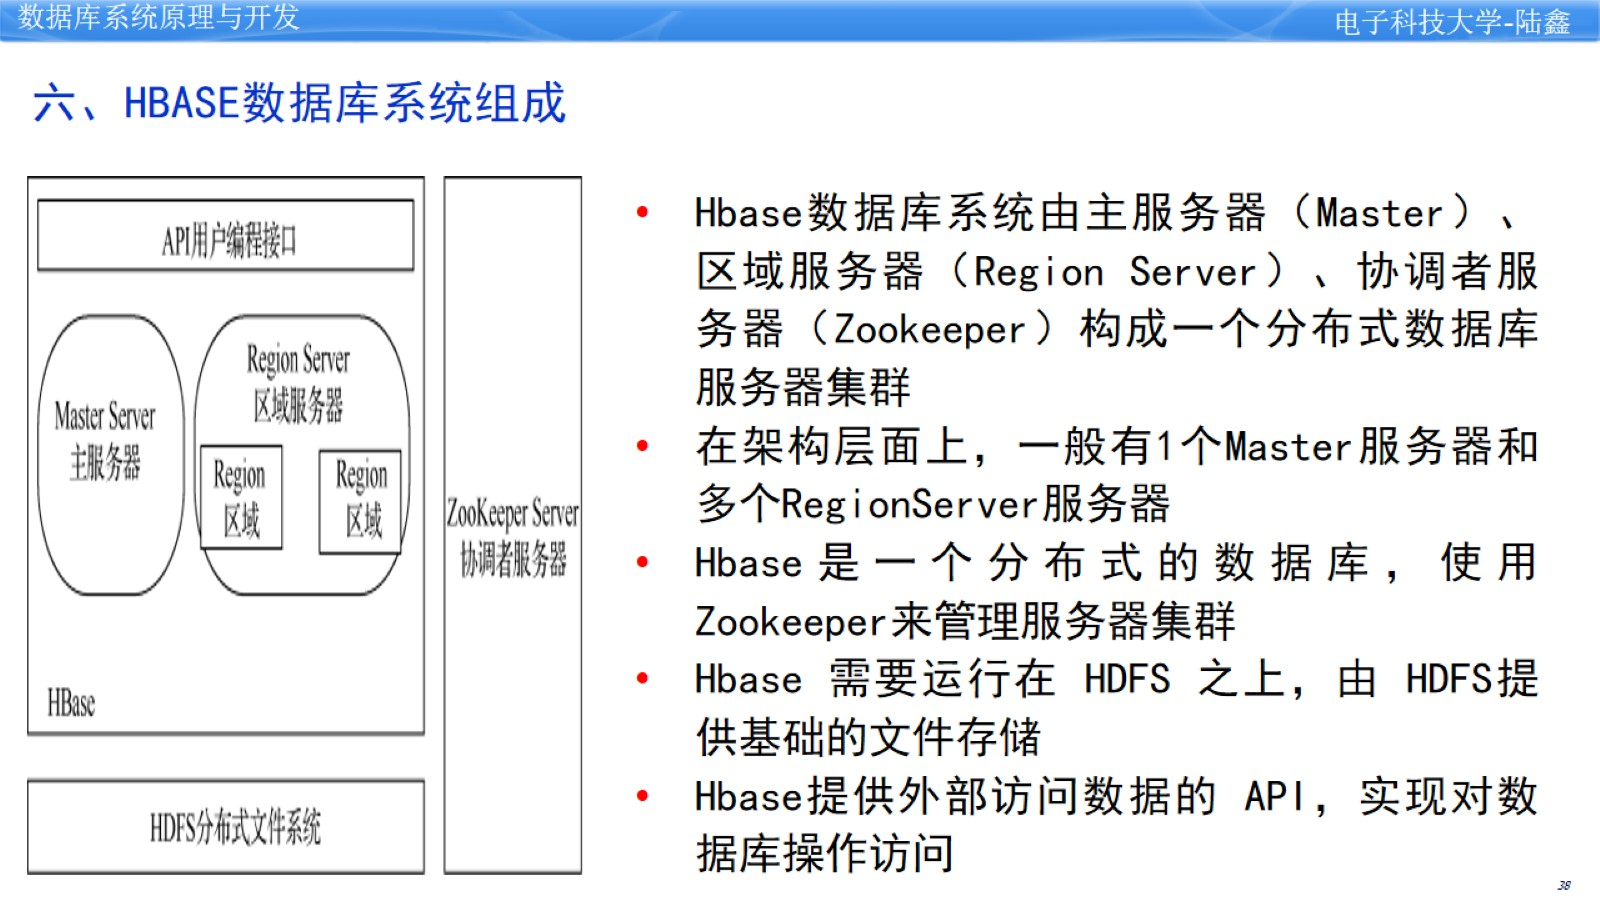 数据库系统原理与开发
电子科技大学-陆鑫
六、HBASE数据库系统组成
API用户编程接口
Master Server
主服务器
Region Server
区域服务器
Region
区域
Region
区域
HBase
HDFS分布式文件系统
ZooKeeper Server
协调者服务器
• Hbase数据库系统由主服务器（Master）、
区域服务器（Region Server）、协调者服
务器（Zookeeper）构成一个分布式数据库
服务器集群
• 在架构层面上，一般有1个Master服务器和
多个RegionServer服务器
• Hbase是一个分布式的数据库，使用
Zookeeper来管理服务器集群
• Hbase 需要运行在 HDFS 之上，由 HDFS提
供基础的文件存储
• Hbase提供外部访问数据的 API，实现对数
据库操作访问
38